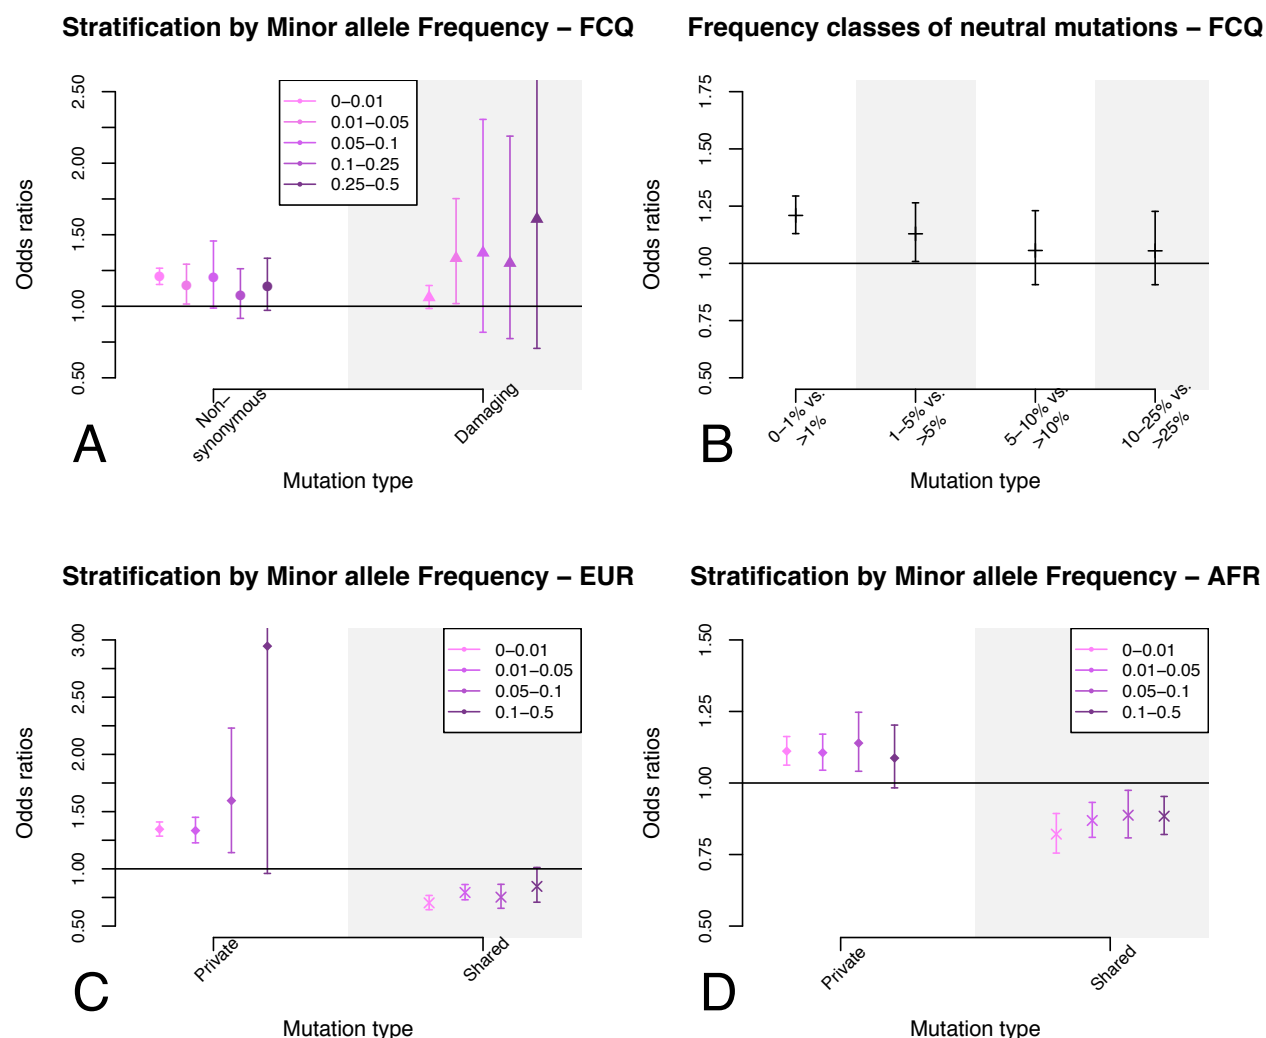 Stratification by Minor allele Frequency – FCQ
Odds ratios
2.50
2.00
1.50
1.00
0.50
0–0.01
0.01–0.05
0.05–0.1
0.1–0.25
0.25–0.5
Non–
synonymous
Damaging
A
Mutation type
Frequency classes of neutral mutations – FCQ
Odds ratios
1.75
1.50
1.25
1.00
0.75
0.50
0–1% vs.
>1%
1–5% vs.
>5%
5–10% vs.
>10%
10–25% vs.
>25%
B
Mutation type
Stratification by Minor allele Frequency – EUR
Odds ratios
3.00
2.50
2.00
1.50
1.00
0.50
0–0.01
0.01–0.05
0.05–0.1
0.1–0.5
Private
Shared
C
Mutation type
Stratification by Minor allele Frequency – AFR
Odds ratios
1.50
1.25
1.00
0.75
0.50
0–0.01
0.01–0.05
0.05–0.1
0.1–0.5
Private
Shared
D
Mutation type